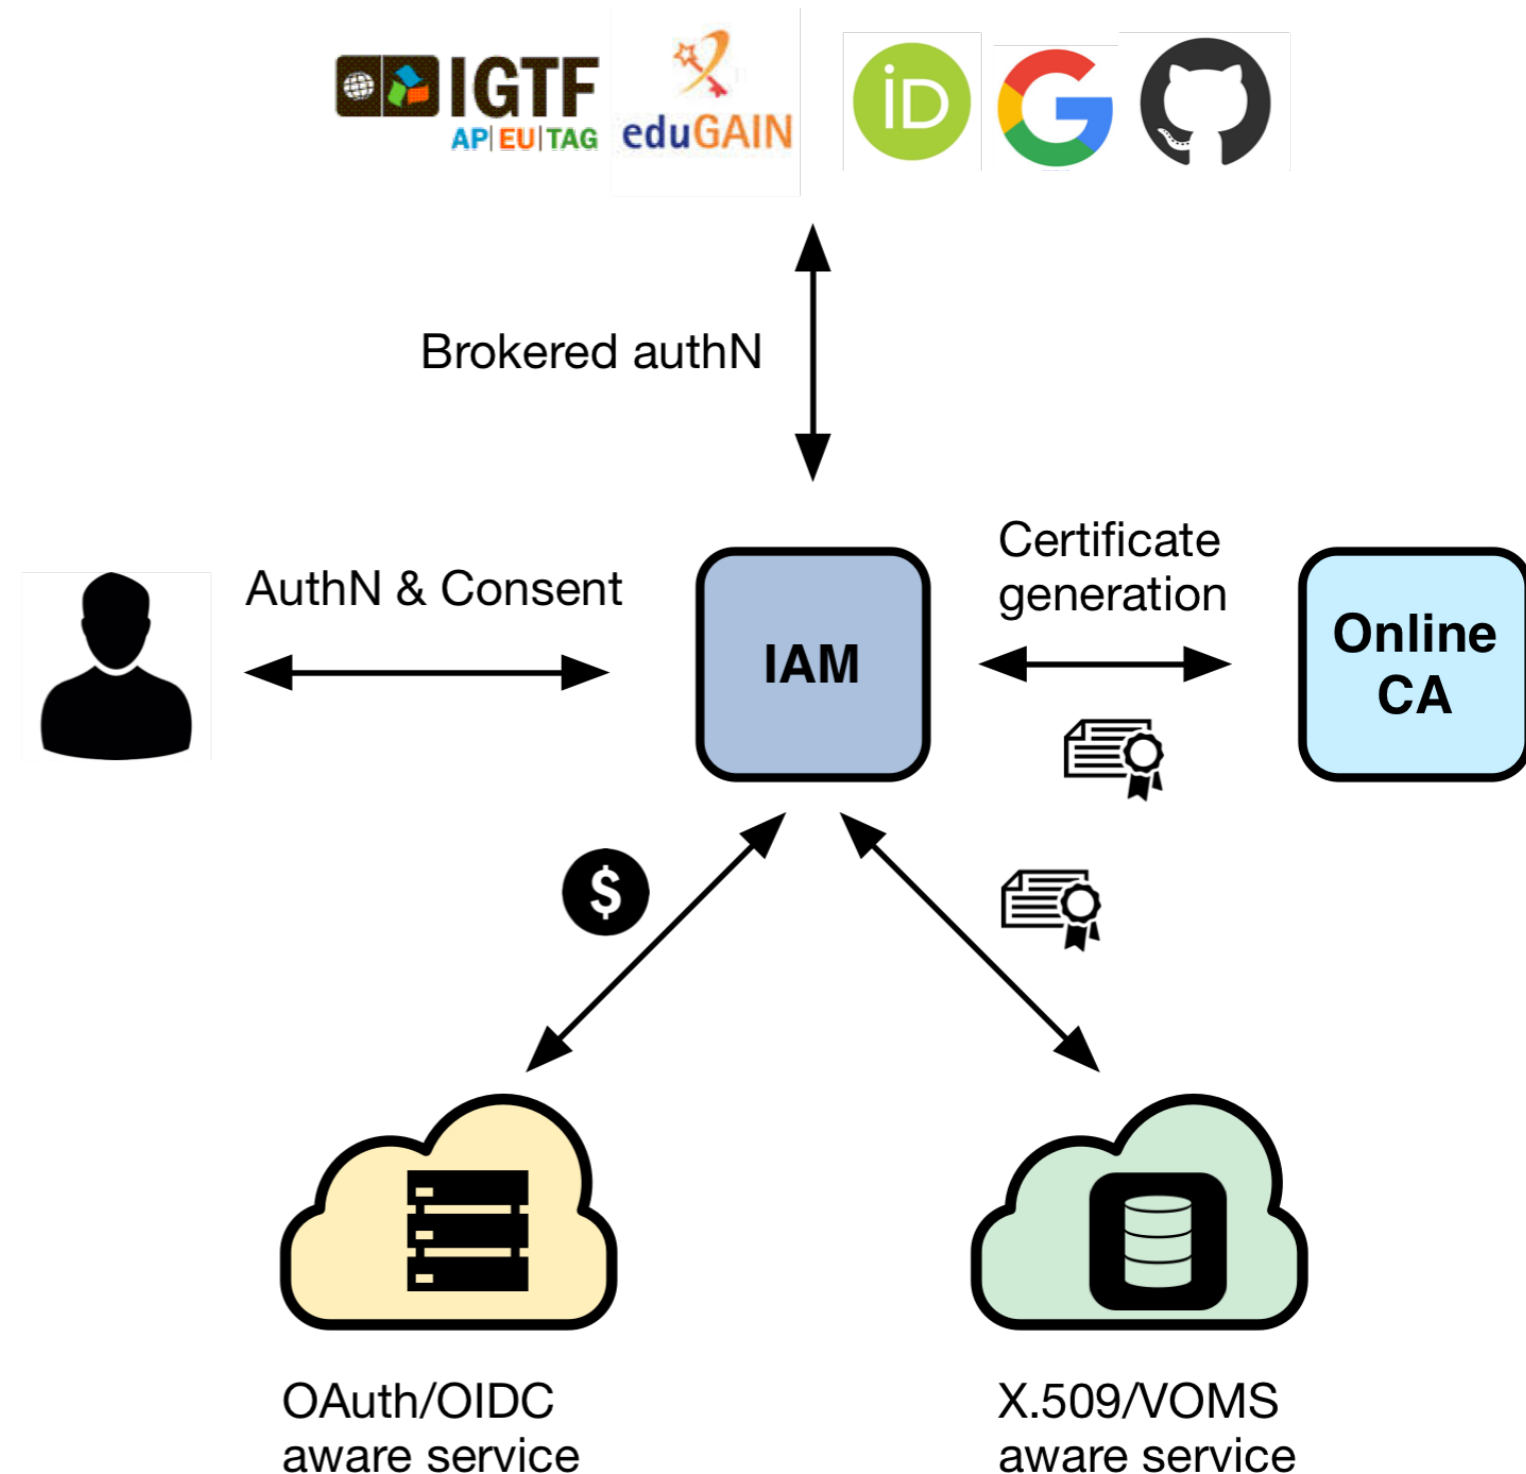 IGTF
AP|EU|TAG
eduGAIN
iD
G
Brokered authN
AuthN & Consent
Certificate
generation
IAM
Online
CA
$
OAuth/OIDC
aware service
X.509/VOMS
aware service